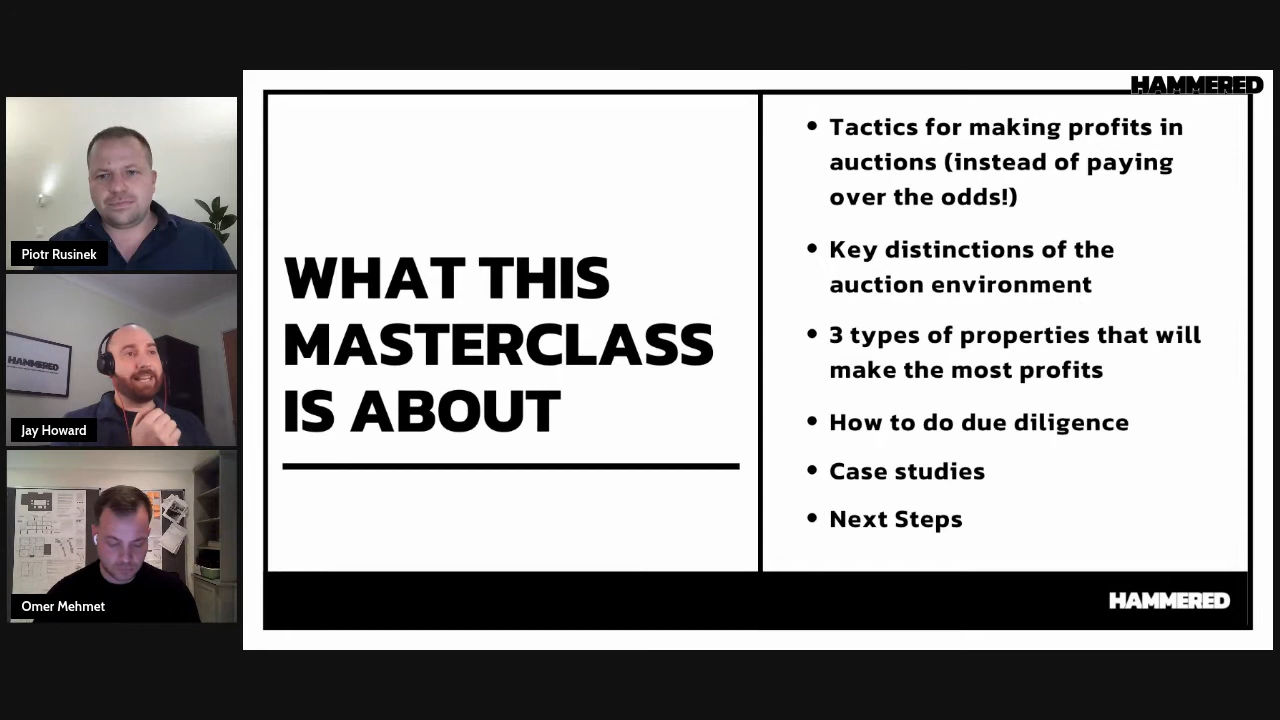 Piotr Rusinek
HAMMERED
Jay Howard
Omer Mehmet
HAMMERED
WHAT THIS
MASTERCLASS
IS ABOUT
• Tactics for making profits in
auctions (instead of paying
over the odds!)
• Key distinctions of the
auction environment
• 3 types of properties that will
make the most profits
• How to do due diligence
• Case studies
• Next Steps
HAMMERED